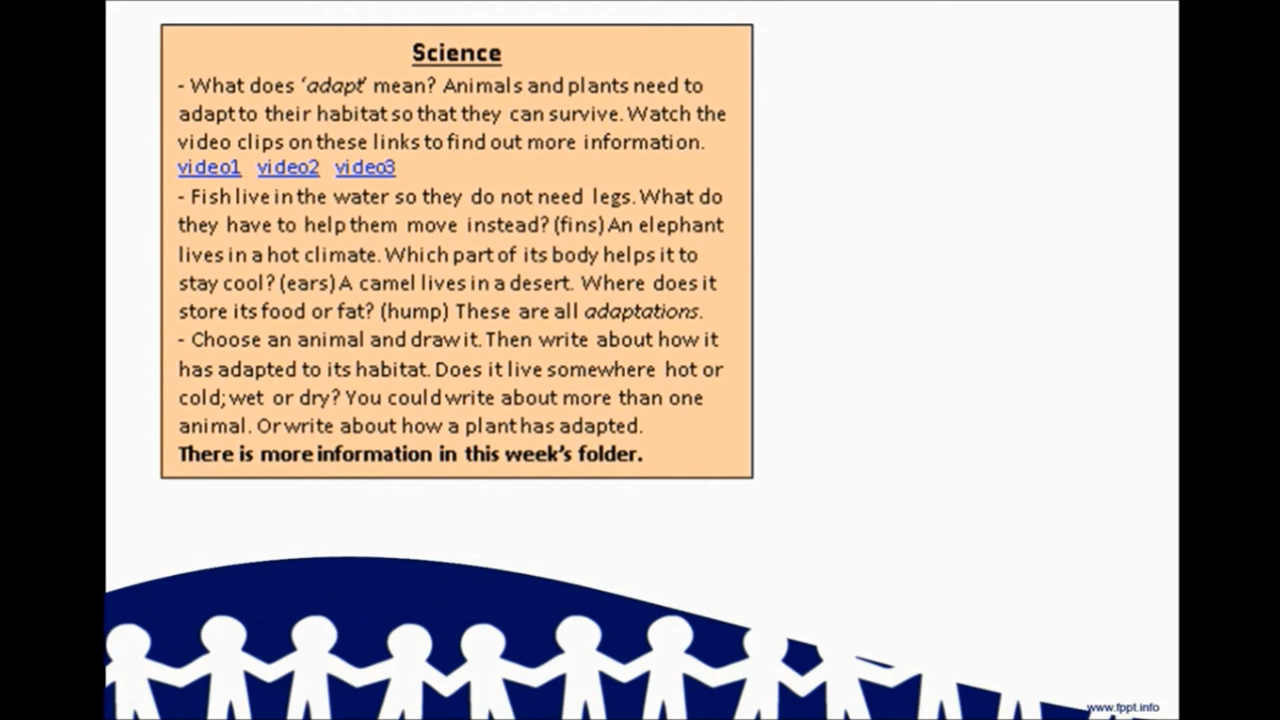 Science
- What does ‘adapt’ mean? Animals and plants need to
adapt to their habitat so that they can survive. Watch the
video clips on these links to find out more information.
video1 video2 video3
- Fish live in the water so they do not need legs. What do
they have to help them move instead? (fins) An elephant
lives in a hot climate. Which part of its body helps it to
stay cool? (ears) A camel lives in a desert. Where does it
store its food or fat? (hump) These are all adaptations.
- Choose an animal and draw it. Then write about how it
has adapted to its habitat. Does it live somewhere hot or
cold; wet or dry? You could write about more than one
animal. Or write about how a plant has adapted.
There is more information in this week’s folder.
www.fppt.info